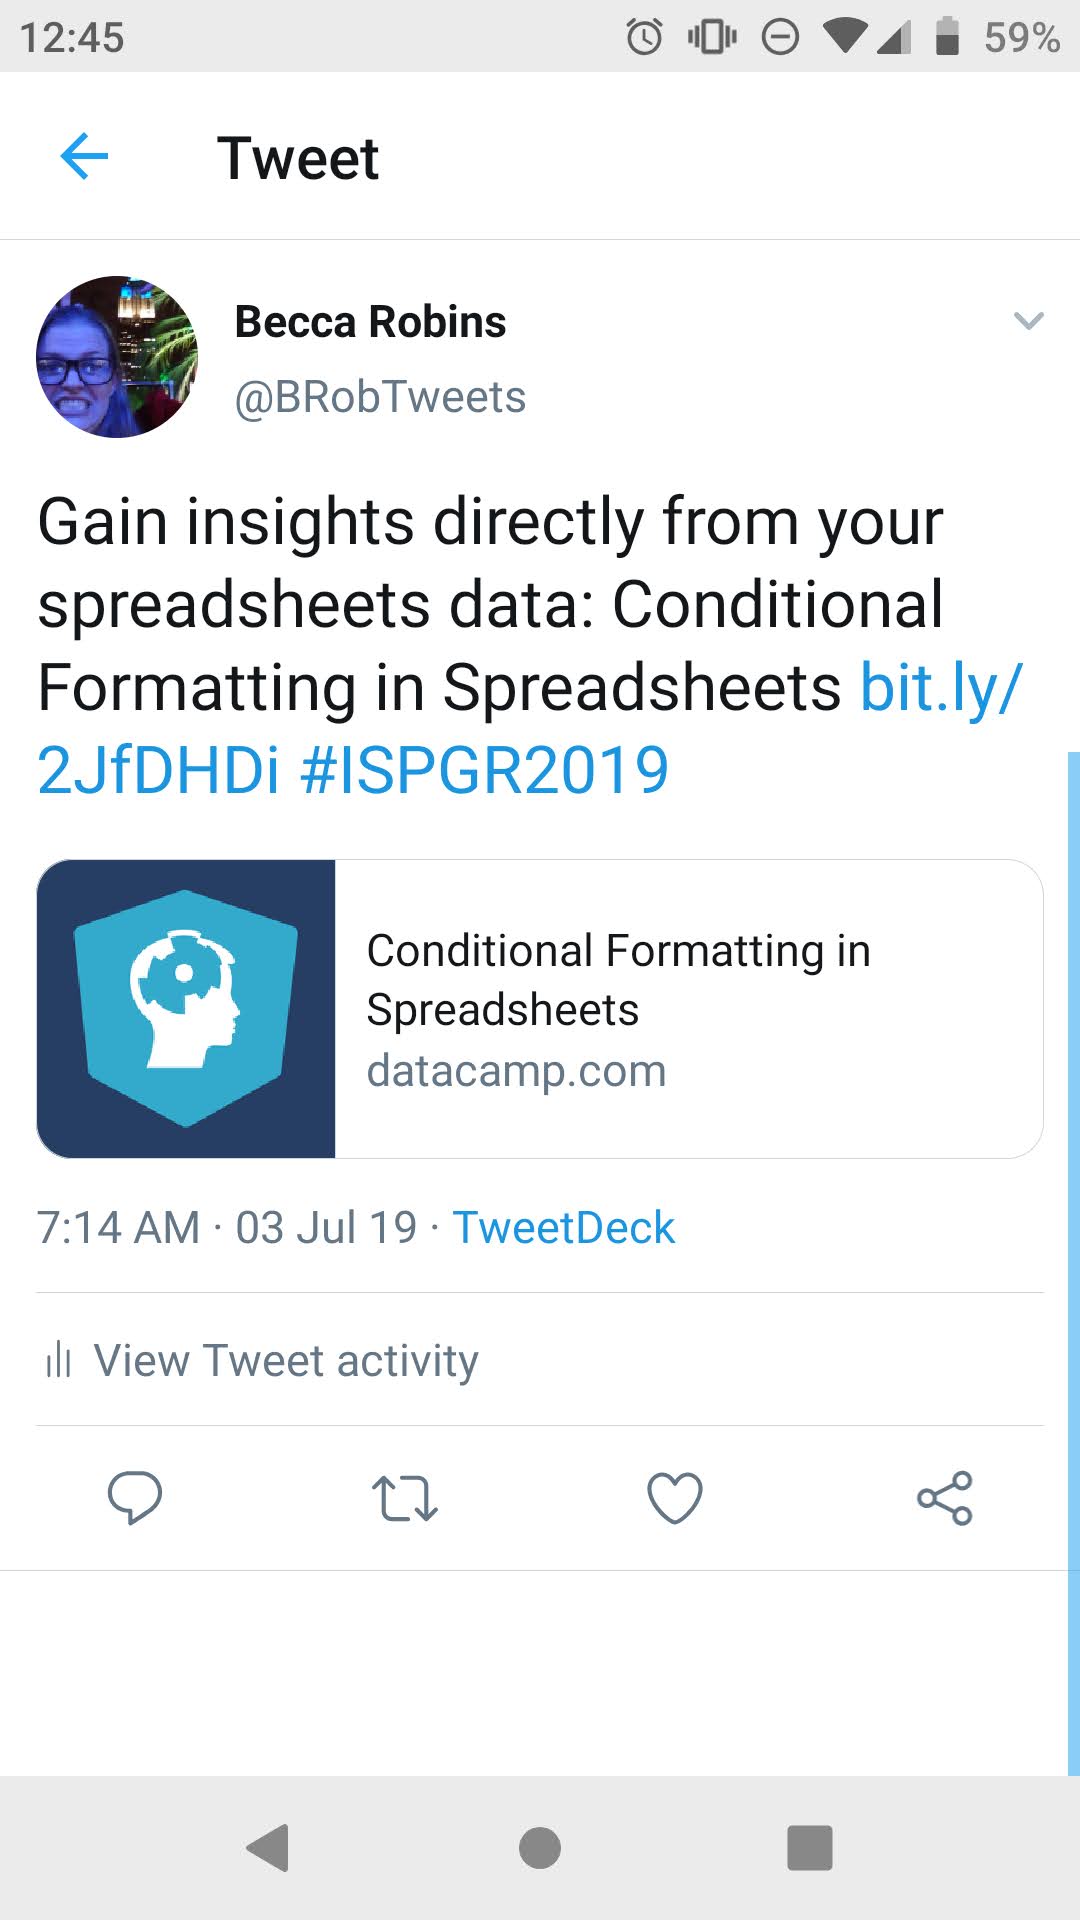 12:45
59%
Tweet
Becca Robins
@BRobTweets
Gain insights directly from your
spreadsheets data: Conditional
Formatting in Spreadsheets bit.ly/
2JfDHDi #ISPGR2019
Conditional Formatting in
Spreadsheets
datacamp.com
7:14 AM · 03 Jul 19 · TweetDeck
View Tweet activity